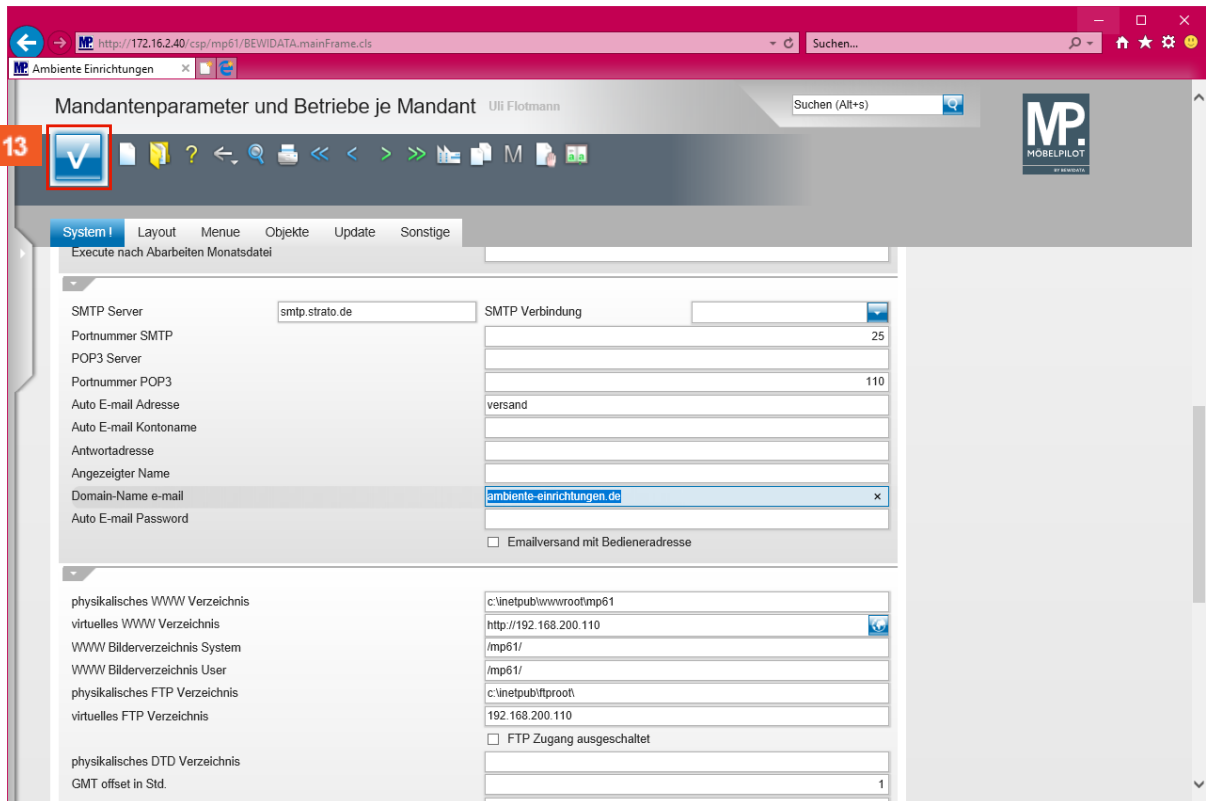 http://172.16.2.40/csp/mp61/BEWIDATA.mainFrame.cls
Suchen...
MP. Ambiente Einrichtungen
Mandantenparameter und Betriebe je Mandant Uli Flotmann
Suchen (Alt+s)
MP.
MÖBELPILOT
BY BEWIDATA
13
? M
System ! Layout Menue Objekte Update Sonstige
Execute nach Abarbeiten Monatsdatei
SMTP Server smtp.strato.de SMTP Verbindung
Portnummer SMTP 25
POP3 Server
Portnummer POP3 110
Auto E-mail Adresse versand
Auto E-mail Kontoname
Antwortadresse
Angezeigter Name
Domain-Name e-mail ambiente-einrichtungen.de
Auto E-mail Password
Emailversand mit Bedieneradresse
physikalisches WWW Verzeichnis c:\inetpub\wwwroot\mp61
virtuelles WWW Verzeichnis http://192.168.200.110
WWW Bilderverzeichnis System /mp61/
WWW Bilderverzeichnis User /mp61/
physikalisches FTP Verzeichnis c:\inetpub\ftproot\
virtuelles FTP Verzeichnis 192.168.200.110
FTP Zugang ausgeschaltet
physikalisches DTD Verzeichnis
GMT offset in Std. 1